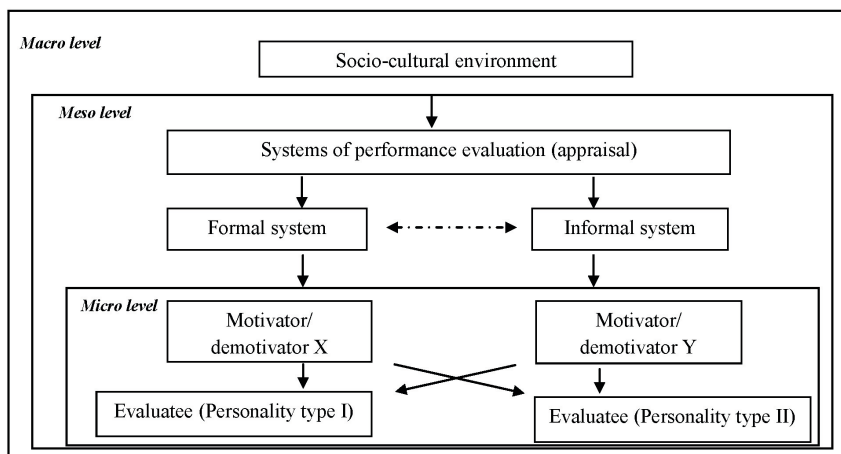 Macro level
Socio-cultural environment
Meso level
Systems of performance evaluation (appraisal)
Formal system
Informal system
Micro level
Motivator/
demotivator X
Motivator/
demotivator Y
Evaluatee (Personality type I)
Evaluatee (Personality type II)